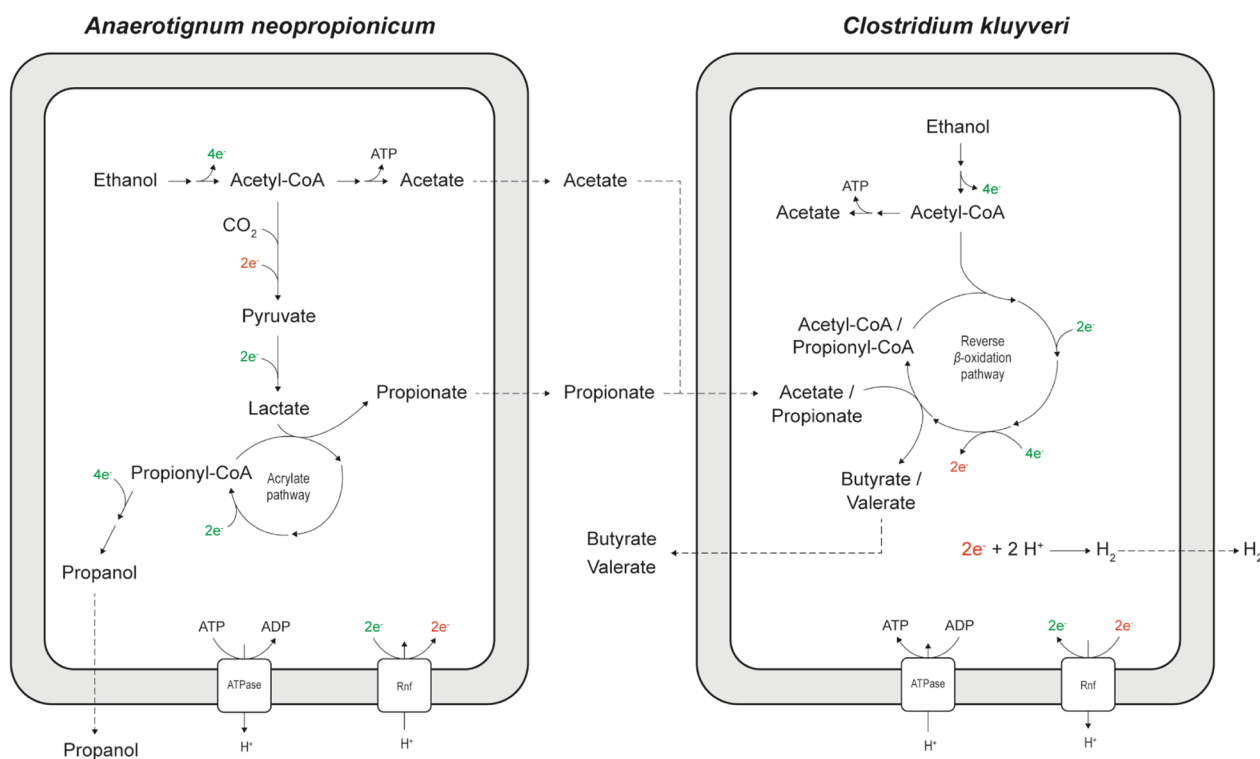 Anaerotignum neopropionicum
Clostridium kluyveri
Ethanol
4e-
Acetyl-CoA
ATP
Acetate
Acetate
CO2
2e-
Pyruvate
2e-
Lactate
Propionate
Propionate
Propionyl-CoA
Acrylate
pathway
4e-
2e-
Propanol
Propanol
ATP
ADP
ATPase
H+
2e-
2e-
Rnf
H+
Ethanol
4e-
ATP
Acetate
Acetyl-CoA
Acetyl-CoA /
Propionyl-CoA
Reverse
β-oxidation
pathway
2e-
Acetate /
Propionate
2e-
4e-
Butyrate /
Valerate
Butyrate
Valerate
2e- + 2 H+
H2
H2
ATP
ADP
ATPase
H+
2e-
2e-
Rnf
H+